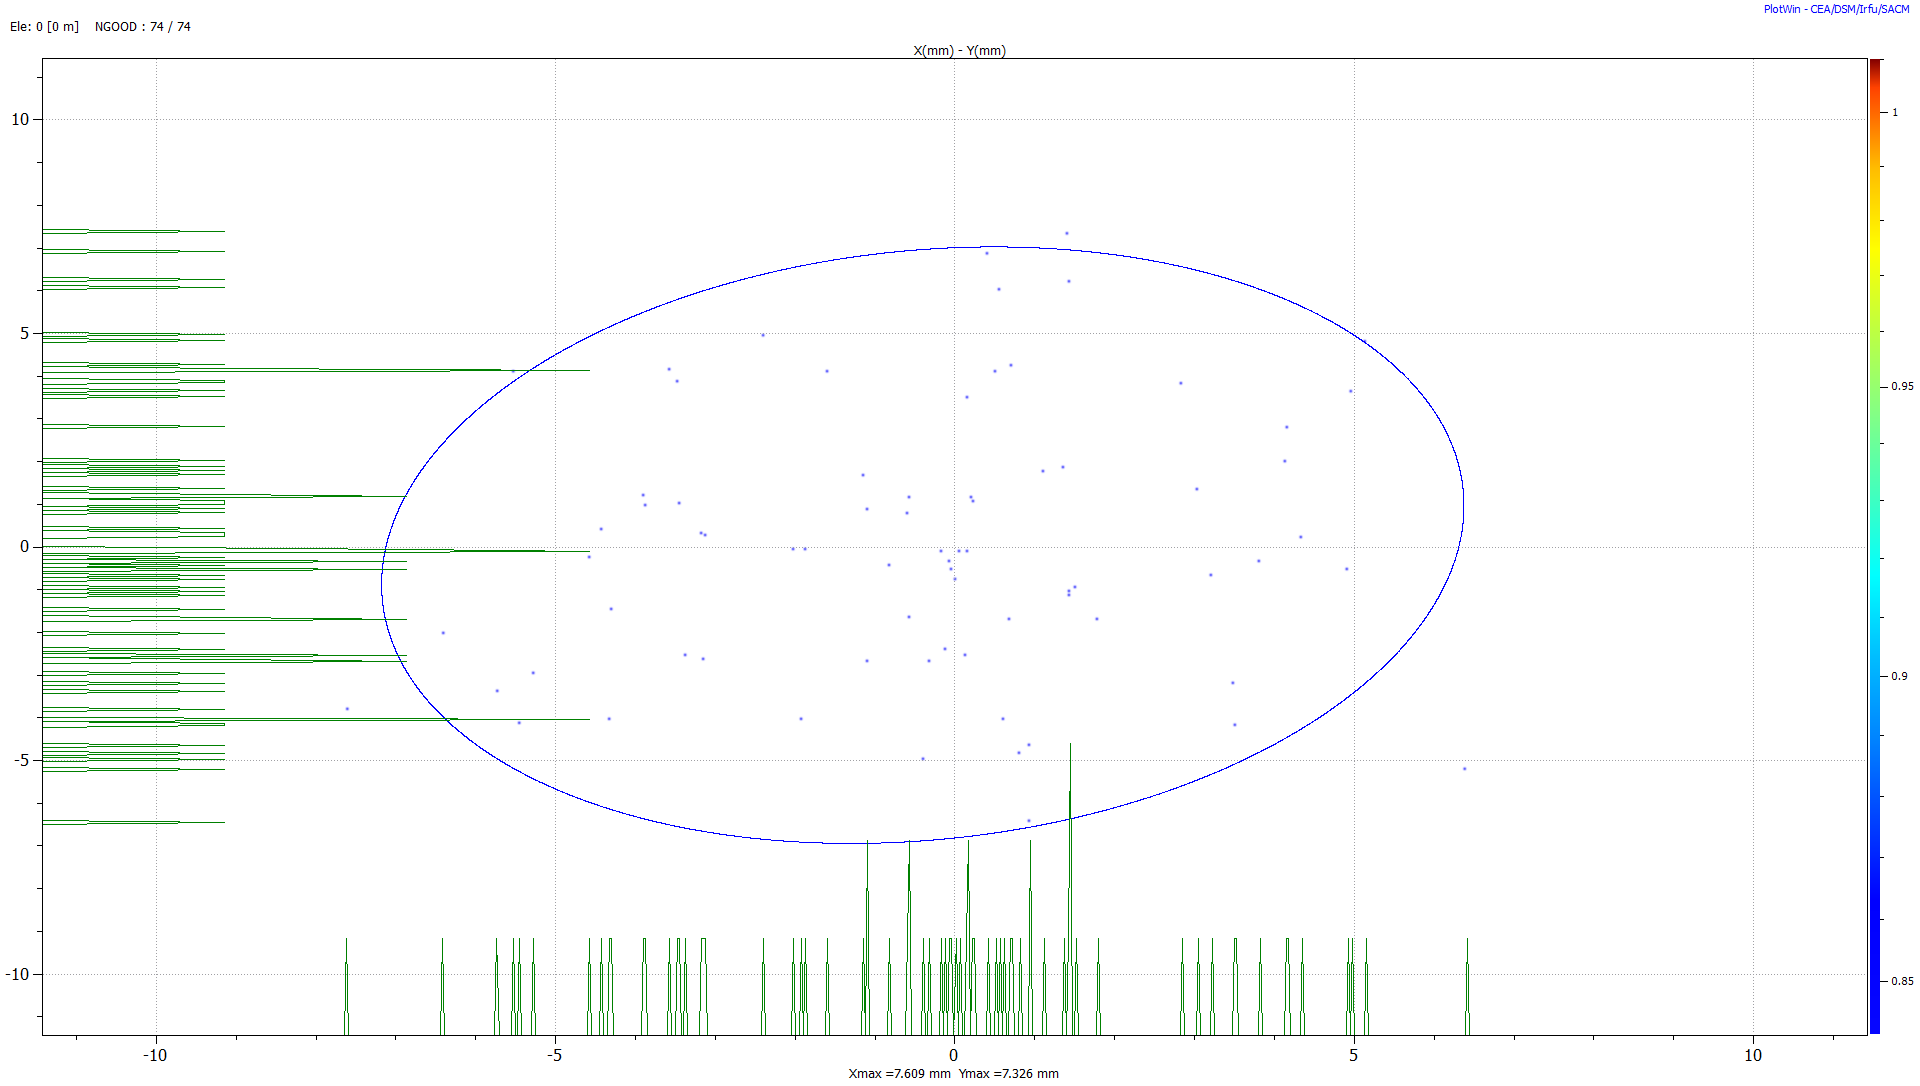 PlotWin - CEA/DSM/Irfu/SACM
Ele: 0 [0 m] NGOOD : 74 / 74
X(mm) - Y(mm)
10
5
0
-5
-10
1
0.95
0.9
0.85
-10 -5 0 5 10
Xmax =7.609 mm Ymax =7.326 mm